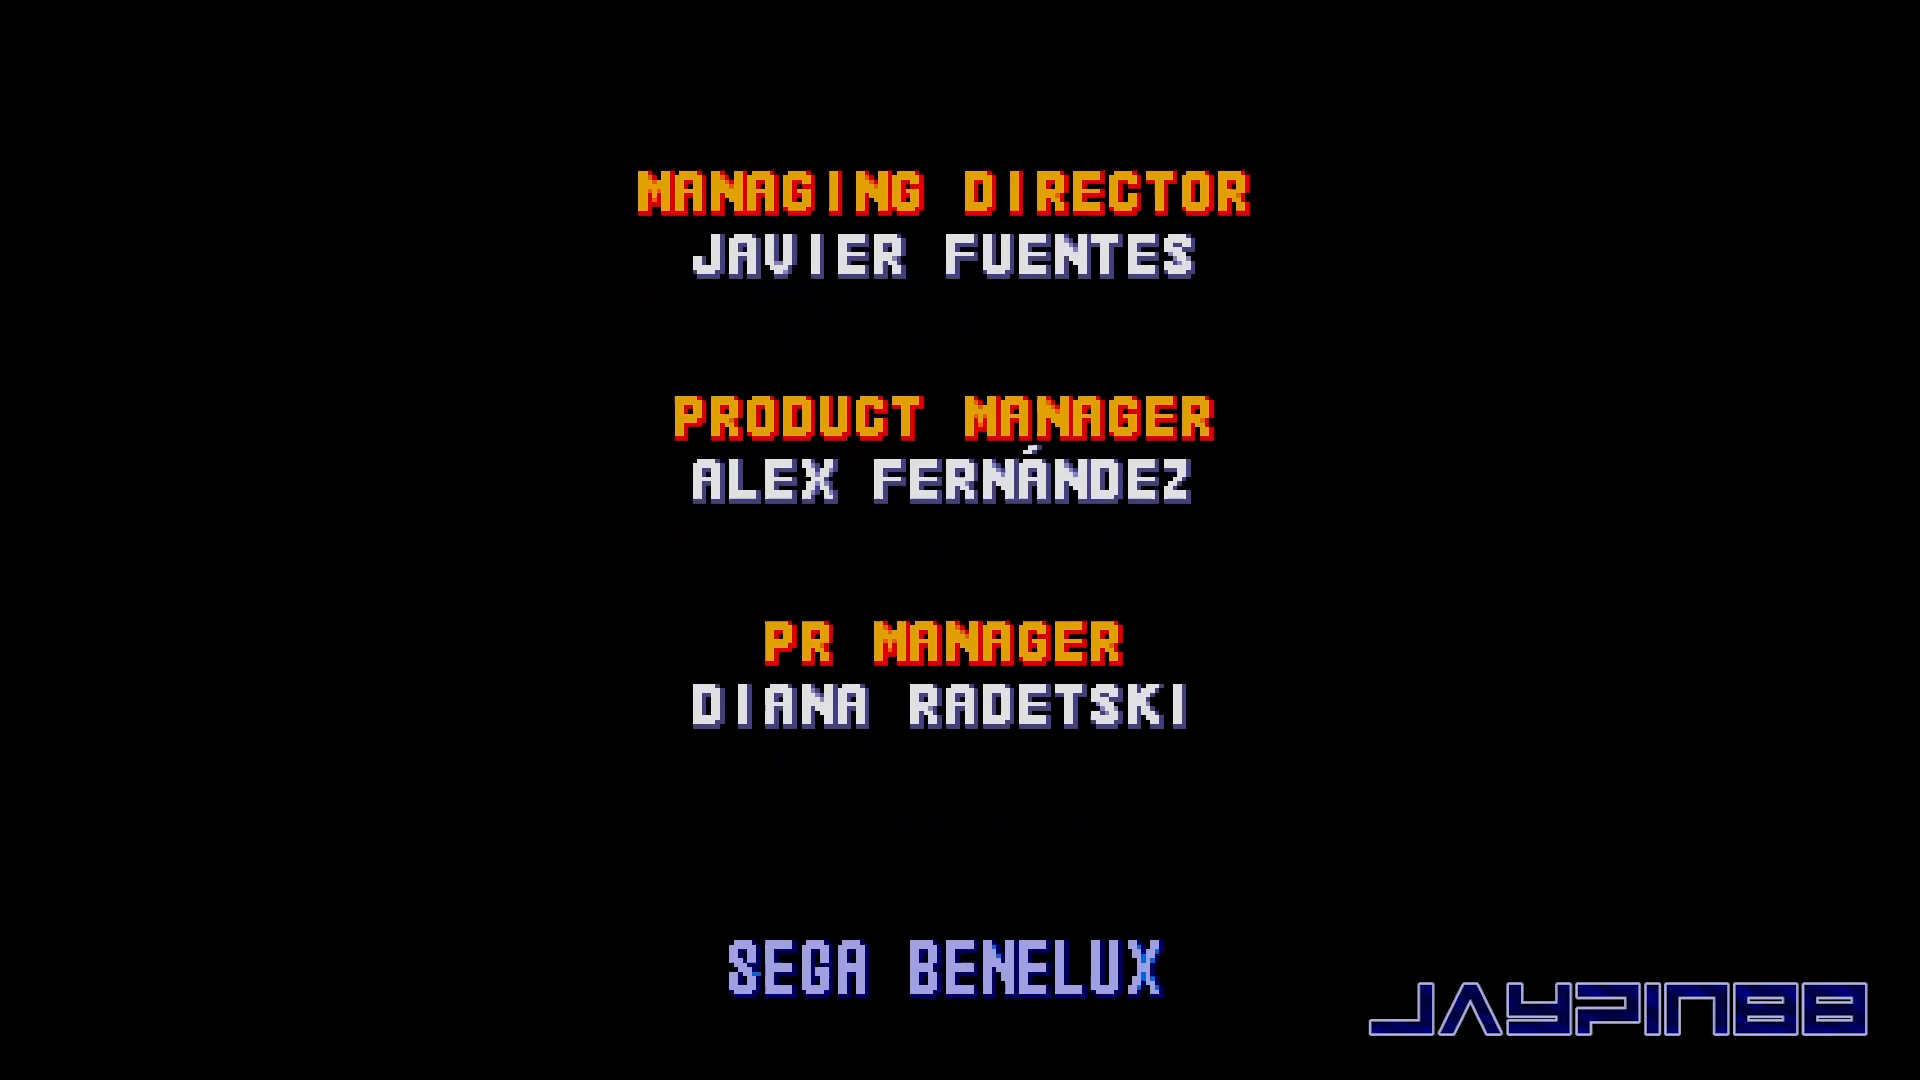 MANAGING DIRECTOR
JAVIER FUENTES
PRODUCT MANAGER
ALEX FERNÁNDEZ
PR MANAGER
DIANA RADETSKI
SEGA BENELUX
JAYPIN88